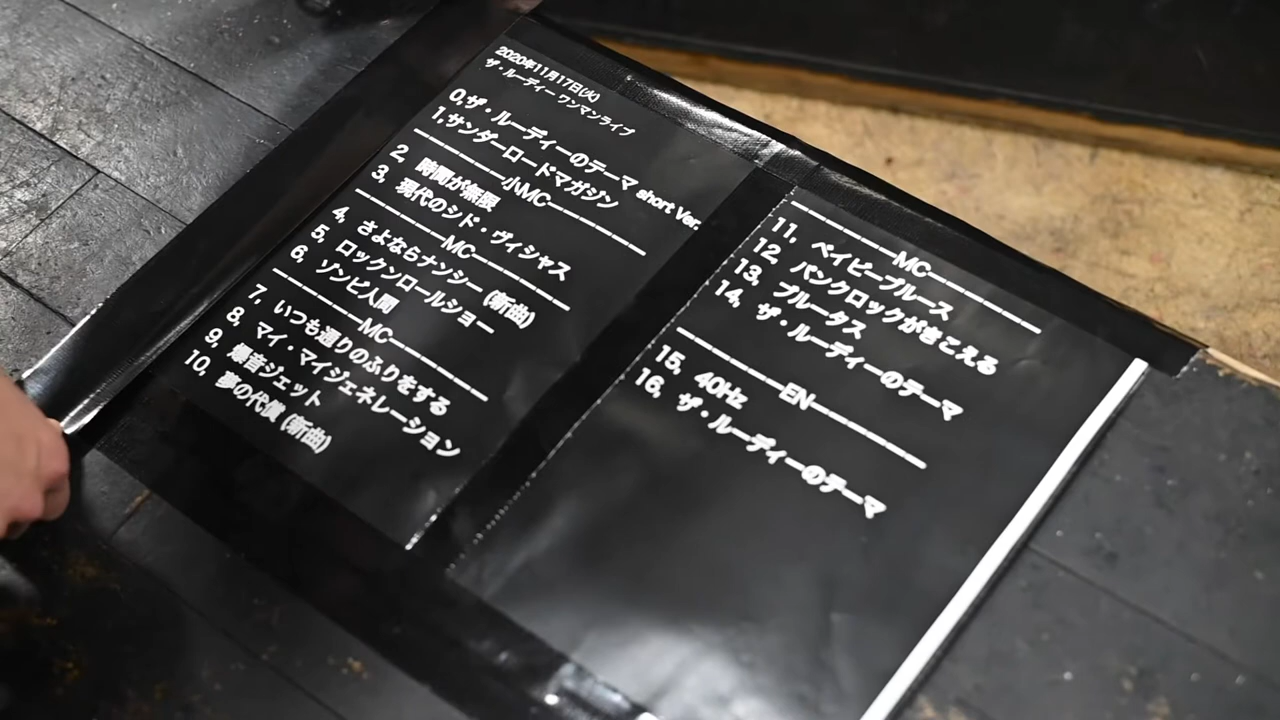 2020年11月17日(火)
ザ・ルーディー ワンマンライブ
0,ザ・ルーディーのテーマ short Ver.
1,サンダーロードマガジン
————小MC————
2, 時間が無限
3, 現代のシド・ヴィシャス
————MC————
4, さよならナンシー (新曲)
5, ロックンロールショー
6, ゾンビ人間
————MC————
7, いつも通りのふりをする
8, マイ・マイジェネレーション
9, 爆音ジェット
10, 夢の代償 (新曲)
————MC————
11, ベイビーブルース
12, パンクロックがきこえる
13, ブルータス
14, ザ・ルーディーのテーマ
————EN————
15, 40Hz
16, ザ・ルーディーのテーマ